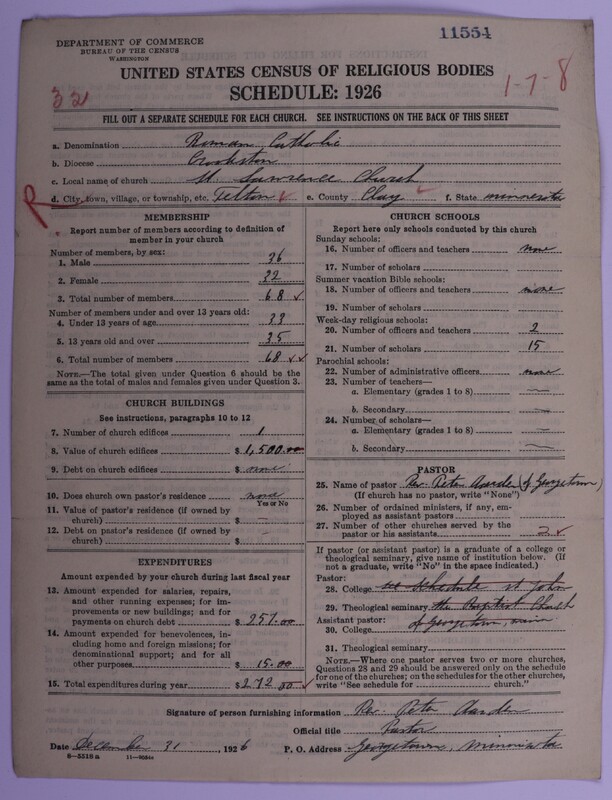 11554
DEPARTMENT OF COMMERCE
BUREAU OF THE CENSUS
WASHINGTON
UNITED STATES CENSUS OF RELIGIOUS BODIES
SCHEDULE: 1926
32
1-7-8
FILL OUT A SEPARATE SCHEDULE FOR EACH CHURCH. SEE INSTRUCTIONS ON THE BACK OF THIS SHEET
a. Denomination Roman Catholic
b. Diocese Crookston
c. Local name of church St. Lawrence Church
R
d. City, town, village, or township, etc. Felton ✓ e. County Clay ✓ f. State Minnesota
MEMBERSHIP
Report number of members according to definition of member in your church
Number of members, by sex:
1. Male 36
2. Female 32
3. Total number of members 68 ✓
Number of members under and over 13 years old:
4. Under 13 years of age 33
5. 13 years old and over 35
6. Total number of members 68 ✓✓
NOTE.—The total given under Question 6 should be
same as the total of males and females given under Question 3.
CHURCH BUILDINGS
See instructions, paragraphs 10 to 12
7. Number of church edifices 1
8. Value of church edifices $ 1,500.00
9. Debt on church edifices $ none
10. Does church own pastor's residence
Yes or No
11. Value of pastor's residence (if owned by
church) $ —
12. Debt on pastor's residence (if owned by
church) $ —
EXPENDITURES
Amount expended by your church during last fiscal year
13. Amount expended for salaries, repairs,
and other running expenses; for im-
provements or new buildings; and for
payments on church debt $ 257.00
14. Amount expended for benevolences, in-
cluding home and foreign missions; for
denominational support; and for all
other purposes $ 15.00
15. Total expenditures during year $ 272 00 ✓
CHURCH SCHOOLS
Report here only schools conducted by this church
Sunday schools:
16. Number of officers and teachers none
17. Number of scholars
Summer vacation Bible schools:
18. Number of officers and teachers none
19. Number of scholars
Week-day religious schools:
20. Number of officers and teachers 2
21. Number of scholars 15
Parochial schools:
22. Number of administrative officers none
23. Number of teachers—
a. Elementary (grades 1 to 8) —
b. Secondary —
24. Number of scholars—
a. Elementary (grades 1 to 8) —
b. Secondary —
PASTOR
25. Name of pastor Rev. Peter (of Georgetown)
(If church has no pastor, write "None")
26. Number of ordained ministers, if any, em-
ployed as assistant pastors
27. Number of other churches served by the
pastor or his assistants 2 ✓
If pastor (or assistant pastor) is a graduate of a college or
theological seminary, give name of institution below. (If
not a graduate, write "No" in the space indicated.)
Pastor:
28. College see Schedule st John
29. Theological seminary the Baptist Church
Assistant pastor: of Georgetown, Minn
30. College
31. Theological seminary
NOTE.—Where one pastor serves two or more churches,
Questions 28 and 29 should be answered only on the schedule
for one of the churches; on the schedules for the other churches,
write "See schedule for church."
Signature of person furnishing information Rev. Peter
Official title Pastor
Date December 31, 1926 P. O. Address Georgetown, Minnesota